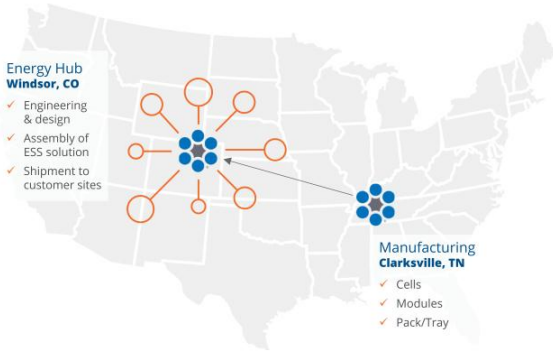 Energy Hub
Windsor, CO
✓ Engineering
& design
✓ Assembly of
ESS solution
✓ Shipment to
customer sites
Manufacturing
Clarksville, TN
✓ Cells
✓ Modules
✓ Pack/Tray